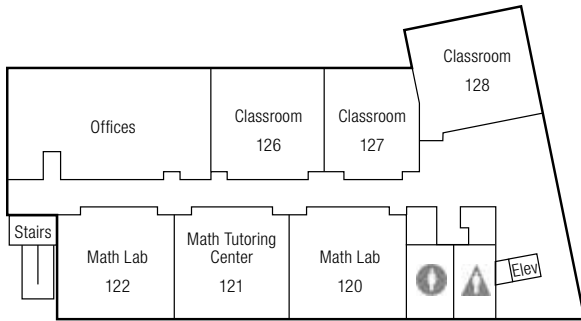 Classroom
128
Offices
Classroom
126
Classroom
127
Stairs
Math Lab
122
Math Tutoring
Center
121
Math Lab
120
Elev